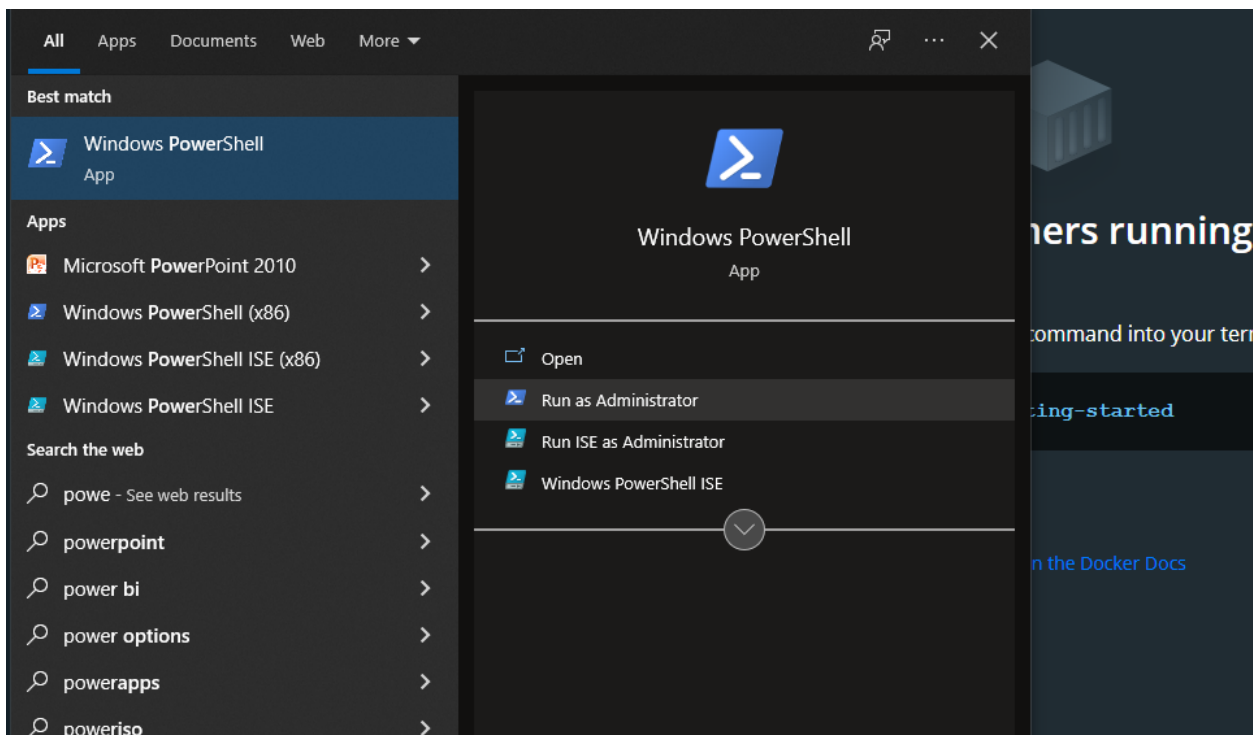 All Apps Documents Web More
Best match
Windows PowerShell
App
Apps
Microsoft PowerPoint 2010
Windows PowerShell (x86)
Windows PowerShell ISE (x86)
Windows PowerShell ISE
Search the web
powe - See web results
powerpoint
power bi
power options
powerapps
poweriso
Windows PowerShell
App
Open
Run as Administrator
Run ISE as Administrator
Windows PowerShell ISE
running
command into your
ing-started
n the Docker Docs